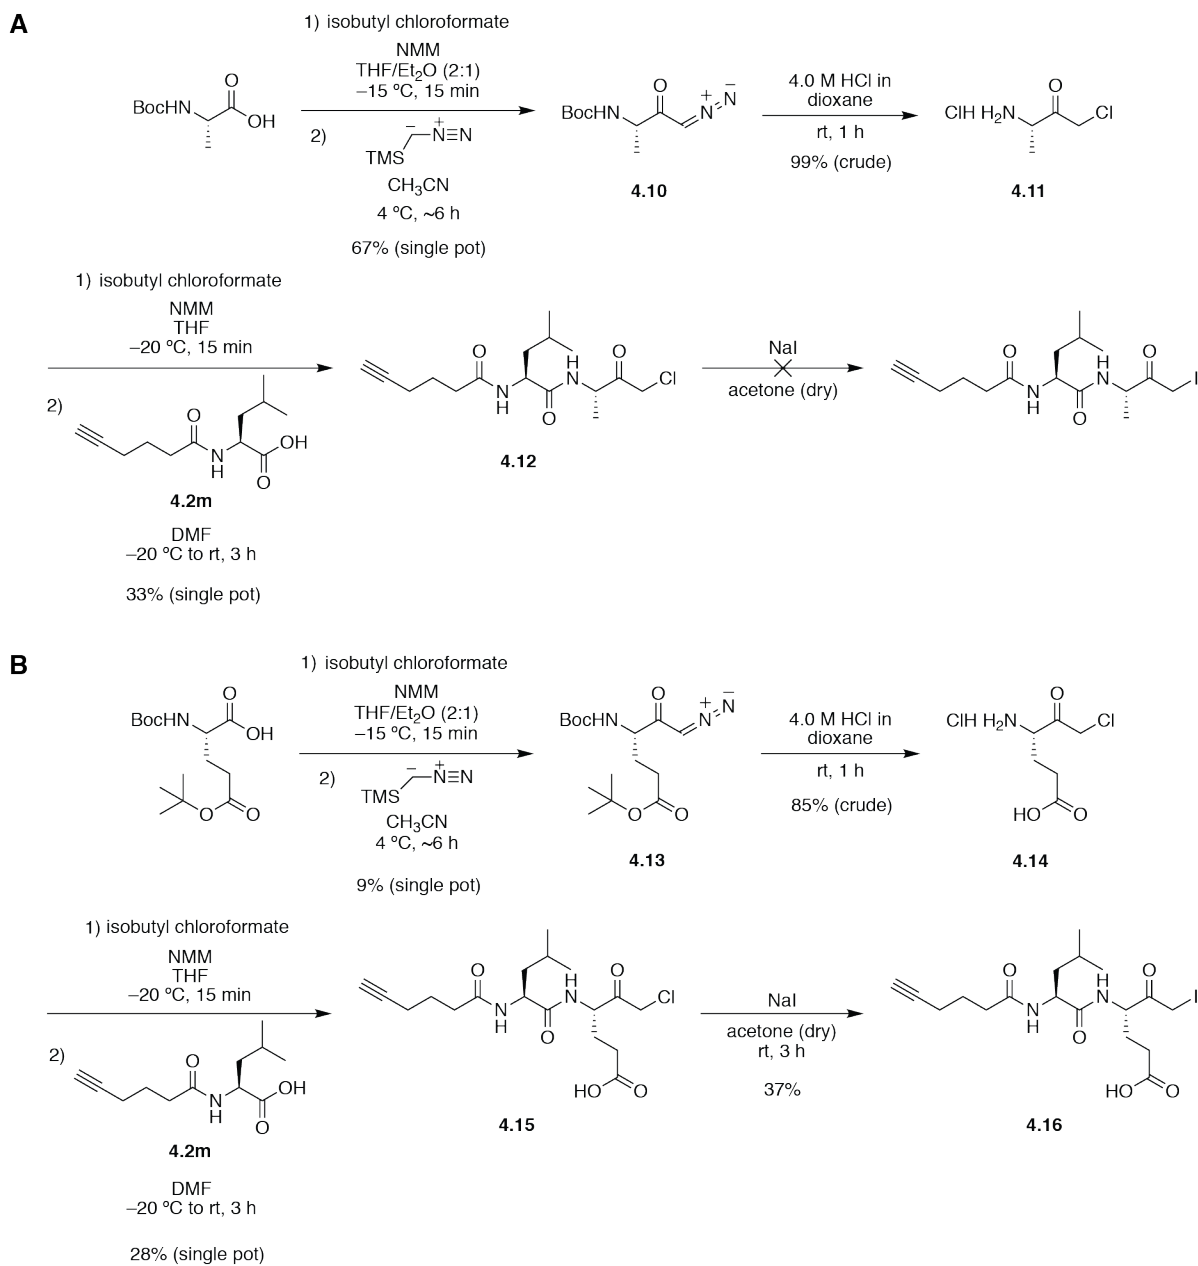 A
1) isobutyl chloroformate
NMM
THF/Et2O (2:1)
–15 ºC, 15 min
2)
–
+
N≡N
TMS
CH3CN
4 ºC, ~6 h
67% (single pot)
BocHN
O
OH
BocHN
O
+
N
–
N
4.10
4.0 M HCl in
dioxane
rt, 1 h
99% (crude)
ClH H2N
O
Cl
4.11
1) isobutyl chloroformate
NMM
THF
–20 ºC, 15 min
2)
O
N
H
OH
O
4.2m
DMF
–20 ºC to rt, 3 h
33% (single pot)
O
N
H
O
H
N
O
Cl
4.12
NaI
acetone (dry)
O
N
H
O
H
N
O
I
B
1) isobutyl chloroformate
NMM
THF/Et2O (2:1)
–15 ºC, 15 min
2)
–
+
N≡N
TMS
CH3CN
4 ºC, ~6 h
9% (single pot)
BocHN
O
OH
O
O
BocHN
O
+
N
–
N
O
O
4.13
4.0 M HCl in
dioxane
rt, 1 h
85% (crude)
ClH H2N
O
Cl
HO
O
4.14
1) isobutyl chloroformate
NMM
THF
–20 ºC, 15 min
2)
O
N
H
OH
O
4.2m
DMF
–20 ºC to rt, 3 h
28% (single pot)
O
N
H
O
H
N
O
Cl
HO
O
4.15
NaI
acetone (dry)
rt, 3 h
37%
O
N
H
O
H
N
O
I
HO
O
4.16